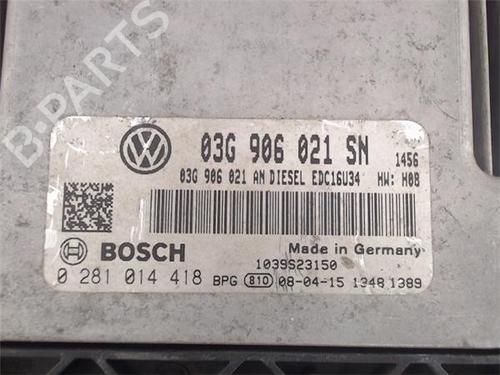 B-PARTS
03G 906 021 SN 1456
03G 906 021 AM DIESEL EDC16U34 HW: H08
BOSCH Made in Germany
1039S23150
0 281 014 418 BPG 810 08-04-15 1348 1389